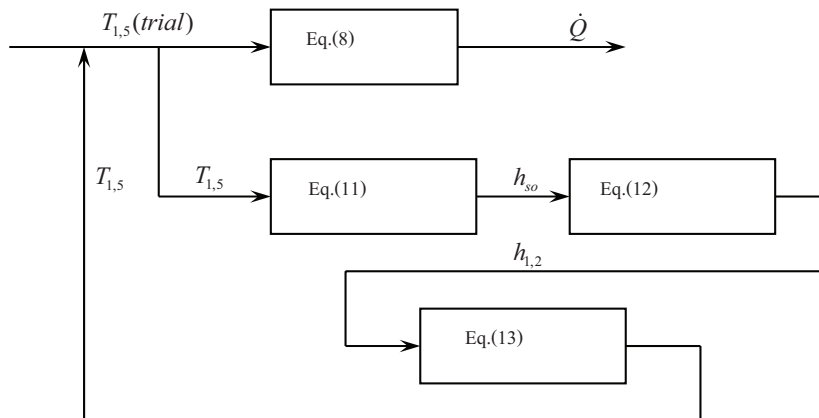 T1,5(trial)
Eq.(8)
Q̇
T1,5
T1,5
Eq.(11)
hso
Eq.(12)
h1,2
Eq.(13)